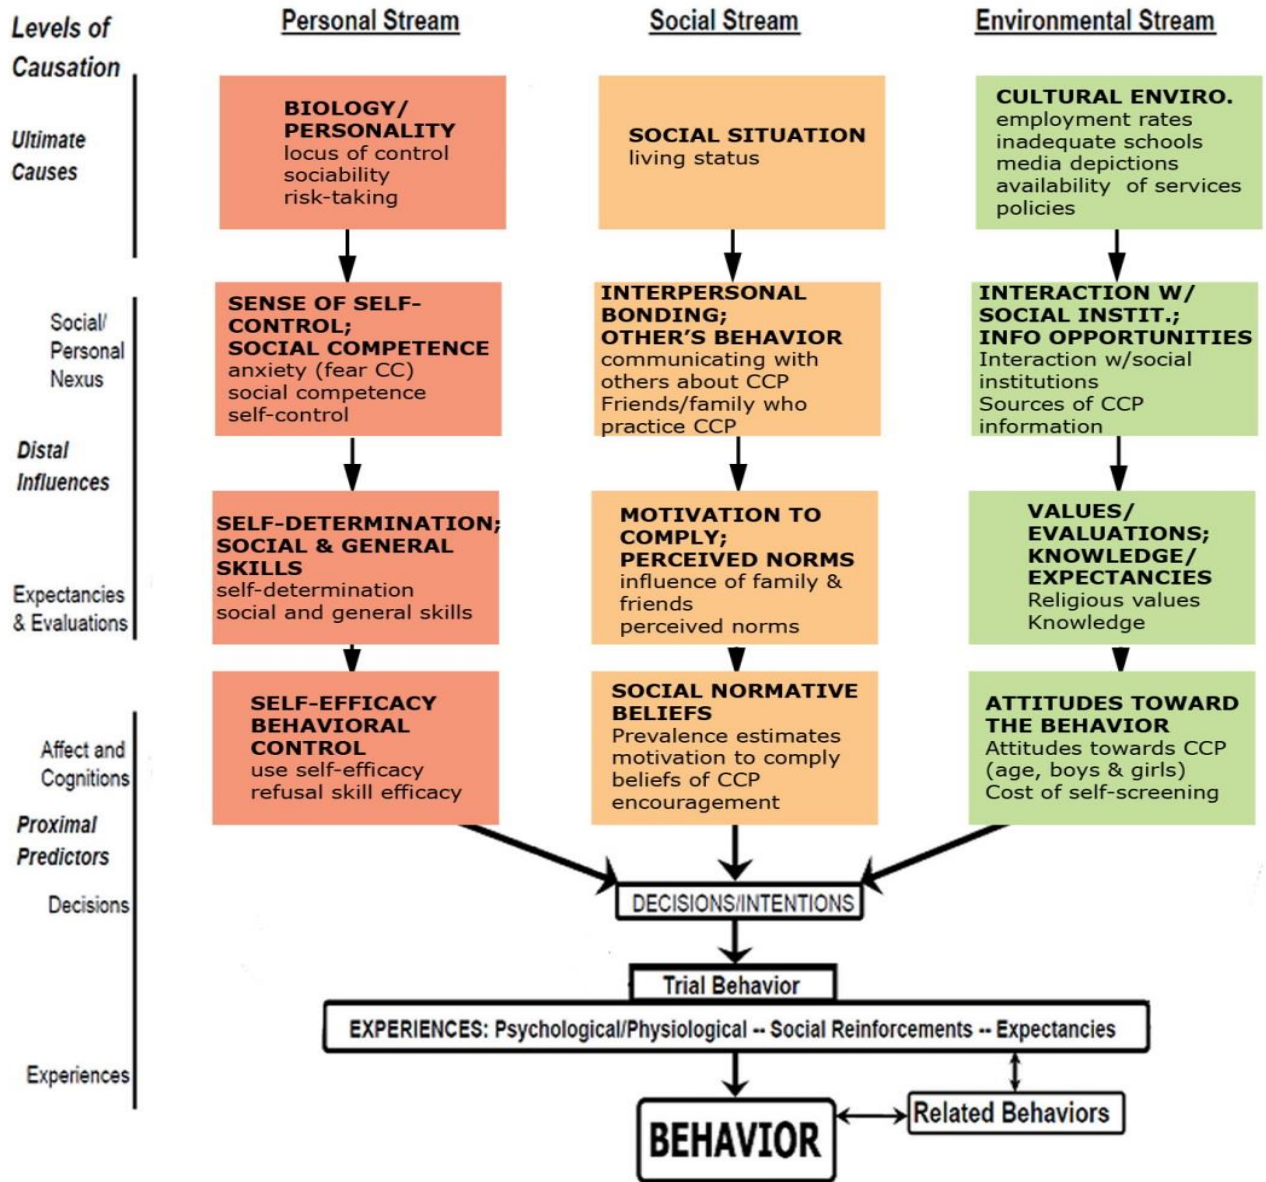 Levels of
Causation
Personal Stream
Social Stream
Environmental Stream
Ultimate
Causes
BIOLOGY/
PERSONALITY
locus of control
sociability
risk-taking
SOCIAL SITUATION
living status
CULTURAL ENVIRO.
employment rates
inadequate schools
media depictions
availability of services
policies
Social/
Personal
Nexus
SENSE OF SELF-
CONTROL;
SOCIAL COMPETENCE
anxiety (fear CC)
social competence
self-control
INTERPERSONAL
BONDING;
OTHER'S BEHAVIOR
communicating with
others about CCP
Friends/family who
practice CCP
INTERACTION W/
SOCIAL INSTIT.;
INFO OPPORTUNITIES
Interaction w/social
institutions
Sources of CCP
information
Distal
Influences
Expectancies
& Evaluations
SELF-DETERMINATION;
SOCIAL & GENERAL
SKILLS
self-determination
social and general skills
MOTIVATION TO
COMPLY;
PERCEIVED NORMS
influence of family &
friends
perceived norms
VALUES/
EVALUATIONS;
KNOWLEDGE/
EXPECTANCIES
Religious values
Knowledge
Affect and
Cognitions
SELF-EFFICACY
BEHAVIORAL
CONTROL
use self-efficacy
refusal skill efficacy
SOCIAL NORMATIVE
BELIEFS
Prevalence estimates
motivation to comply
beliefs of CCP
encouragement
ATTITUDES TOWARD
THE BEHAVIOR
Attitudes towards CCP
(age, boys & girls)
Cost of self-screening
Proximal
Predictors
Decisions
DECISIONS/INTENTIONS
Trial Behavior
EXPERIENCES: Psychological/Physiological -- Social Reinforcements -- Expectancies
Experiences
BEHAVIOR
Related Behaviors